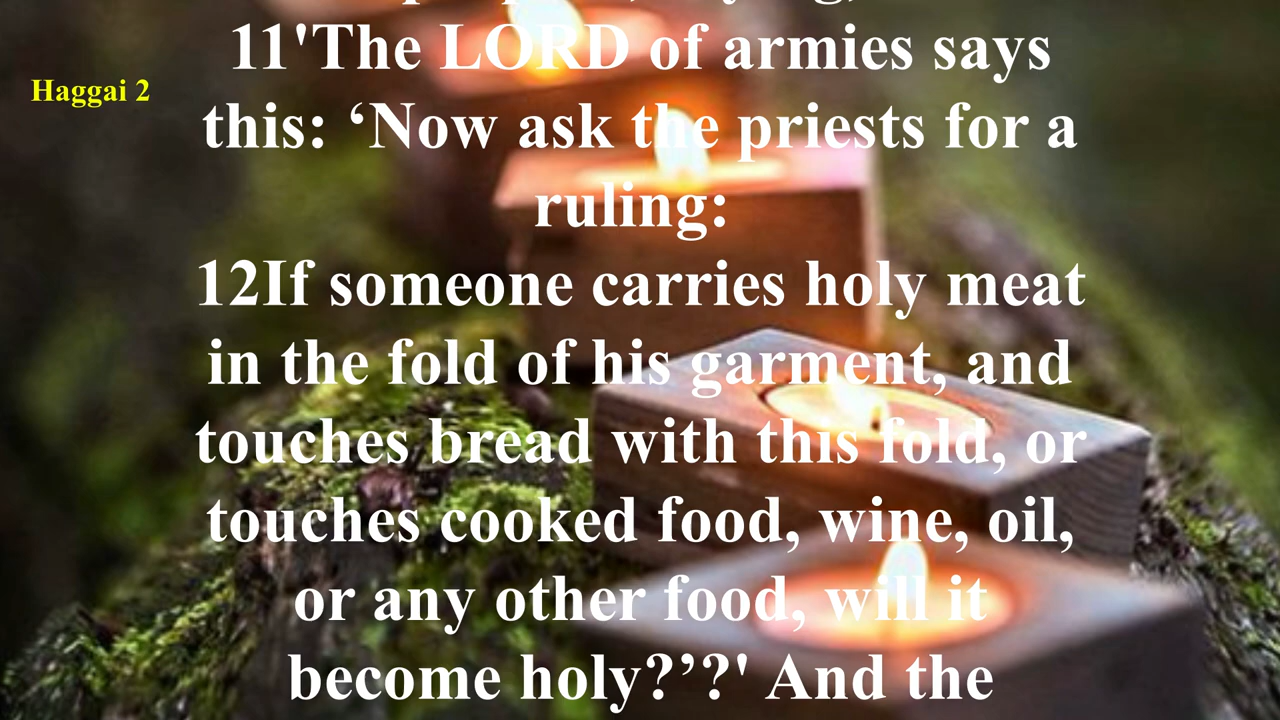 11'The LORD of armies says
Haggai 2
this: ‘Now ask the priests for a
ruling:
12If someone carries holy meat
in the fold of his garment, and
touches bread with this fold, or
touches cooked food, wine, oil,
or any other food, will it
become holy?’?' And the